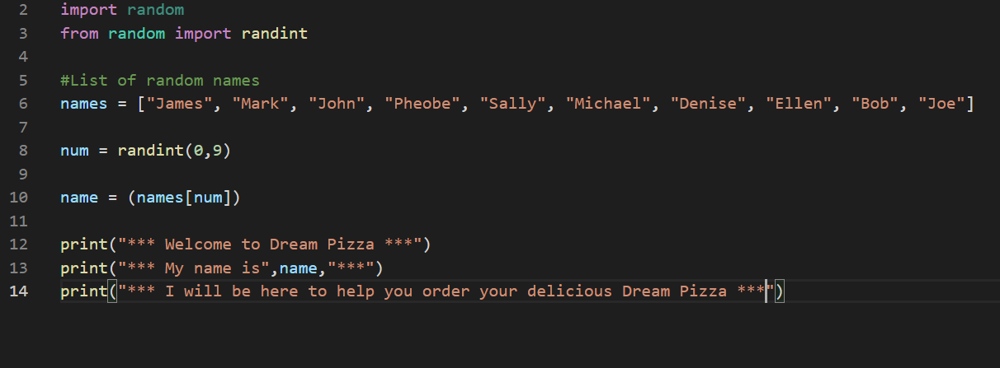 2 import random
3 from random import randint
4
5 #List of random names
6 names = ["James", "Mark", "John", "Pheobe", "Sally", "Michael", "Denise", "Ellen", "Bob", "Joe"]
7
8 num = randint(0,9)
9
10 name = (names[num])
11
12 print("*** Welcome to Dream Pizza ***")
13 print("*** My name is",name,"***")
14 print("*** I will be here to help you order your delicious Dream Pizza ***")